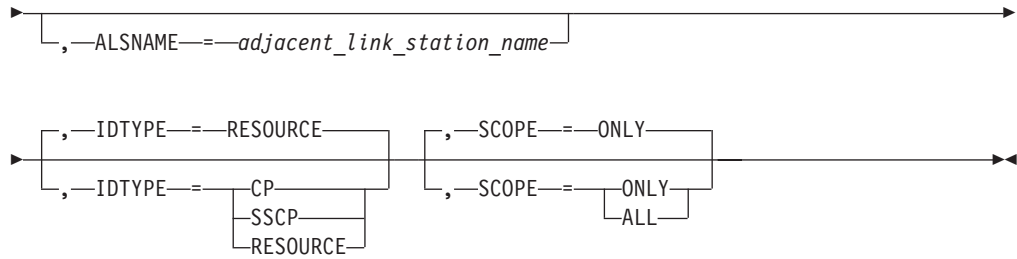 , ALSNAME = adjacent_link_station_name
, IDTYPE = RESOURCE , SCOPE = ONLY
, IDTYPE = CP , SCOPE = ONLY
SSCP ALL
RESOURCE